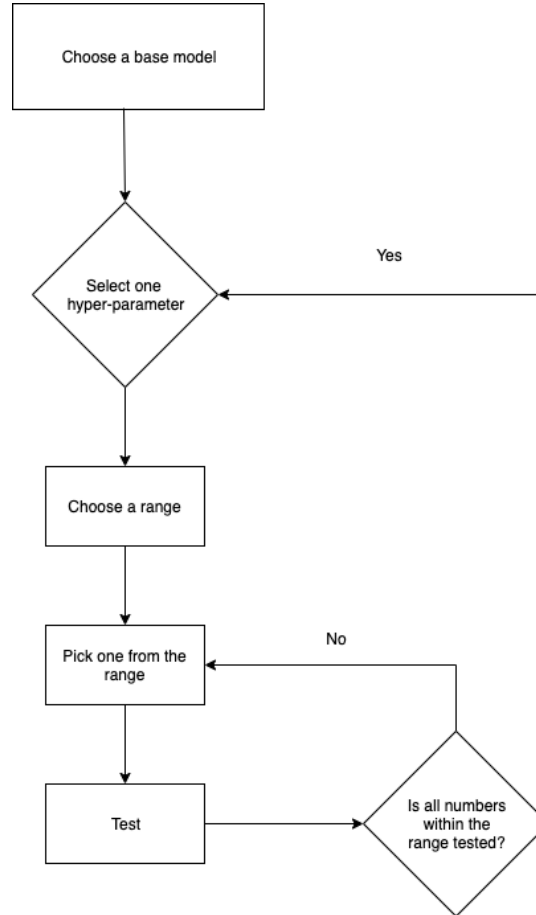 Choose a base model
Yes
Select one
hyper-parameter
Choose a range
No
Pick one from the
range
Is all numbers
within the
range tested?
Test